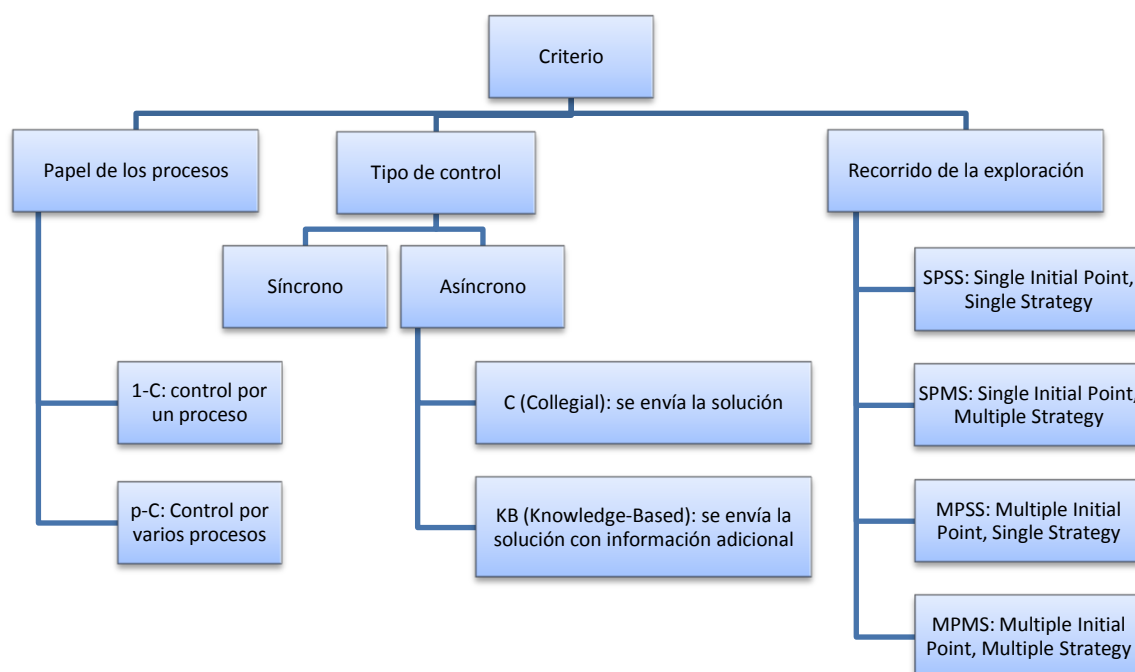 Criterio
Papel de los procesos
Tipo de control
Recorrido de la exploración
Síncrono
Asíncrono
1-C: control por
un proceso
p-C: Control por
varios procesos
C (Collegial): se envía la solución
KB (Knowledge-Based): se envía la
solución con información adicional
SPSS: Single Initial Point,
Single Strategy
SPMS: Single Initial Point,
Multiple Strategy
MPSS: Multiple Initial
Point, Single Strategy
MPMS: Multiple Initial
Point, Multiple Strategy